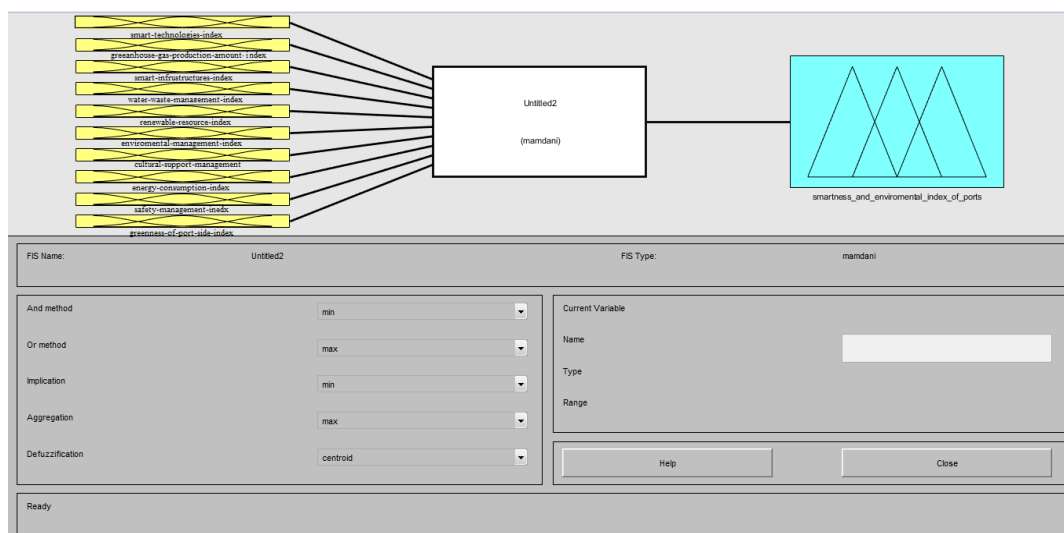 smart-technologies-index
greeanhouse-gas-production-amount-index
smart-infrustructures-index
water-waste-management-index
renewable-resource-index
enviromental-management-index
cultural-support-management
energy-consumption-index
safety-management-inedx
greenness-of-port-side-index
Untitled2
(mamdani)
smartness_and_enviromental_index_of_ports
FIS Name: Untitled2 FIS Type: mamdani
And method min
Or method max
Implication min
Aggregation max
Defuzzification centroid
Current Variable
Name
Type
Range
Help Close
Ready